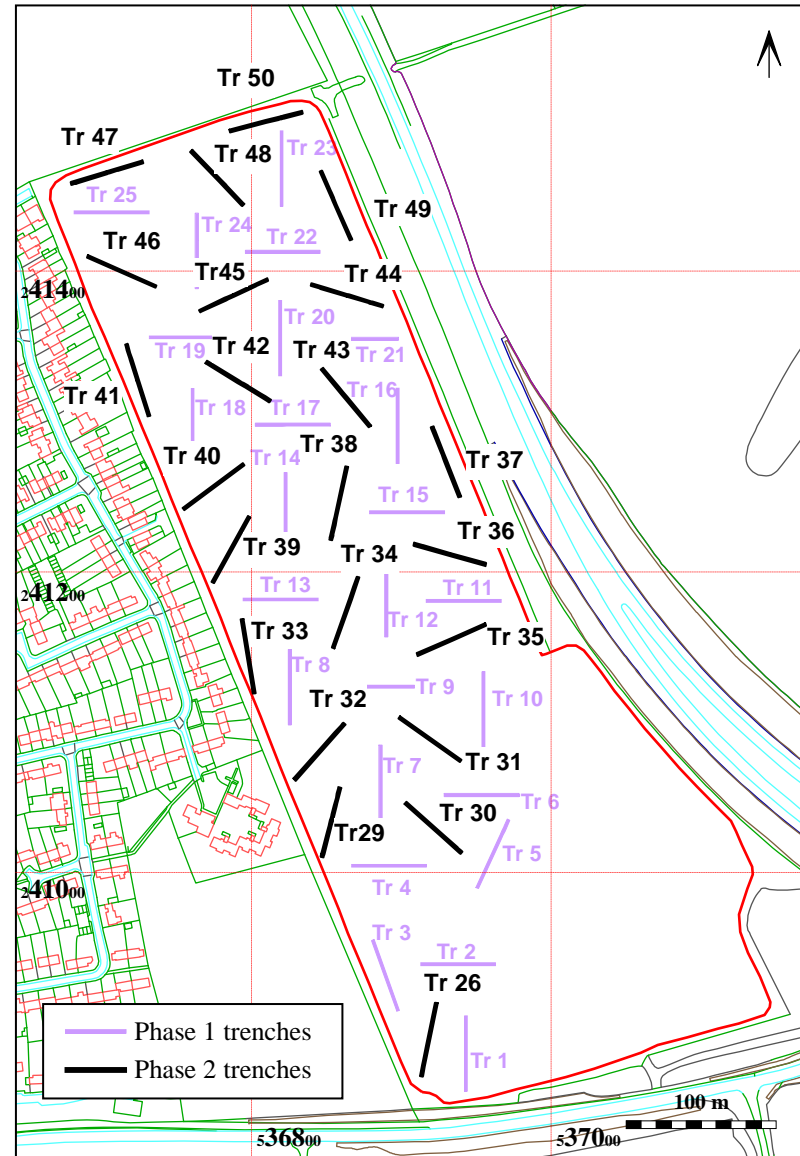 Tr 50
Tr 47
Tr 48
Tr 23
Tr 25
Tr 49
Tr 24
Tr 46
Tr 22
Tr45
Tr 44
241400
Tr 20
Tr 19
Tr 42
Tr 43
Tr 21
Tr 41
Tr 16
Tr 18
Tr 17
Tr 40
Tr 14
Tr 38
Tr 37
Tr 15
Tr 36
Tr 39
Tr 34
241200
Tr 13
Tr 11
Tr 12
Tr 33
Tr 35
Tr 8
Tr 32
Tr 9
Tr 10
Tr 7
Tr 31
Tr 30
Tr 6
Tr29
Tr 5
241000
Tr 4
Tr 3
Tr 2
Tr 26
Phase 1 trenches
Phase 2 trenches
Tr 1
100 m
536800
537000